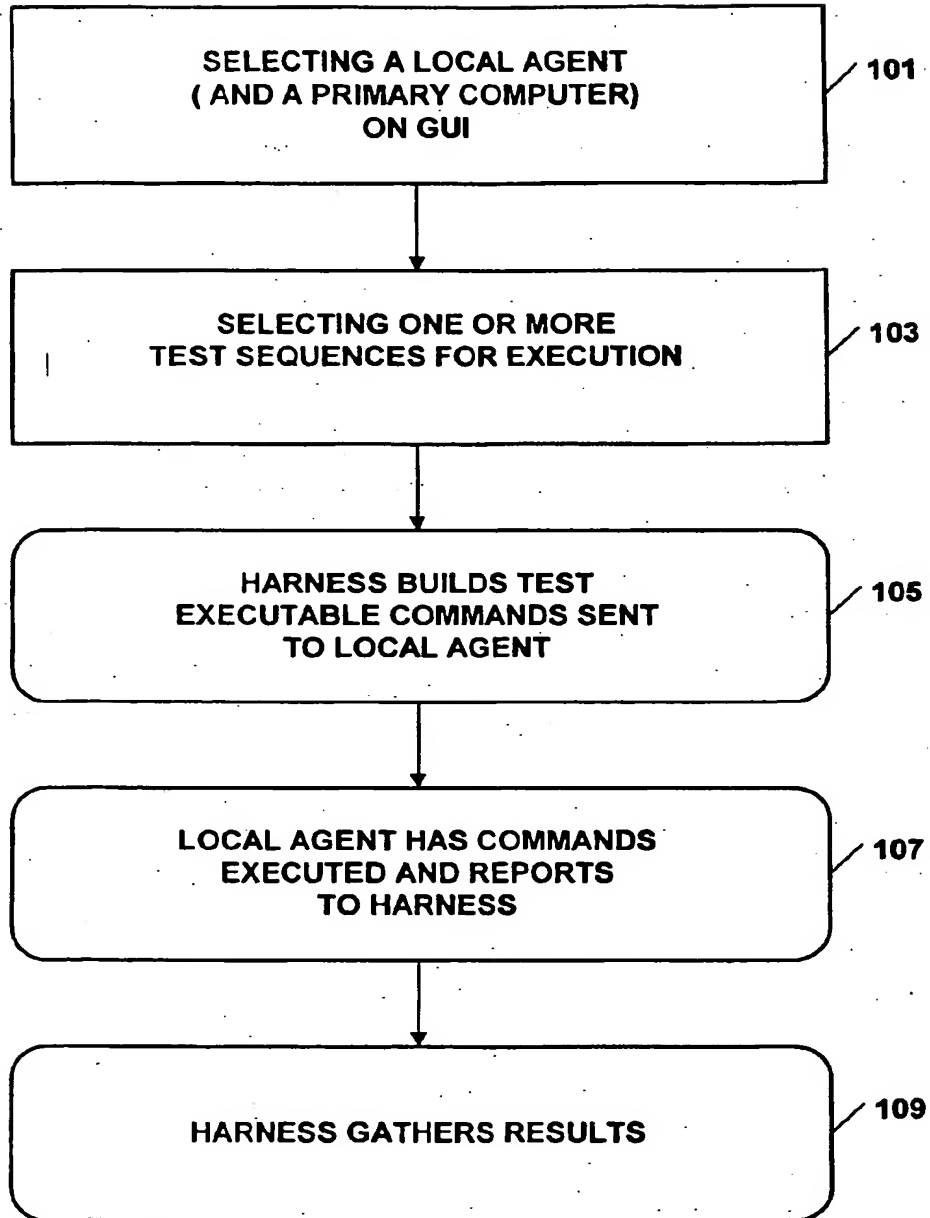 SELECTING A LOCAL AGENT
( AND A PRIMARY COMPUTER)
ON GUI
101
SELECTING ONE OR MORE
TEST SEQUENCES FOR EXECUTION
103
HARNESS BUILDS TEST
EXECUTABLE COMMANDS SENT
TO LOCAL AGENT
105
LOCAL AGENT HAS COMMANDS
EXECUTED AND REPORTS
TO HARNESS
107
HARNESS GATHERS RESULTS
109